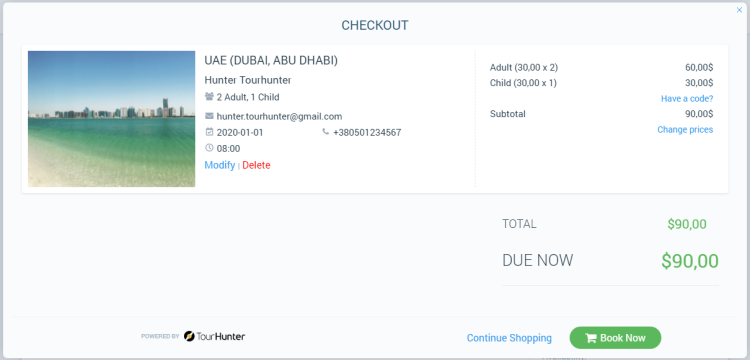 ×
CHECKOUT
UAE (DUBAI, ABU DHABI)
Hunter Tourhunter
2 Adult, 1 Child
hunter.tourhunter@gmail.com
2020-01-01 +380501234567
08:00
Modify | Delete
Adult (30,00 x 2) 60,00$
Child (30,00 x 1) 30,00$
Have a code?
Subtotal 90,00$
Change prices
TOTAL $90,00
DUE NOW $90,00
POWERED BY TourHunter
Continue Shopping Book Now